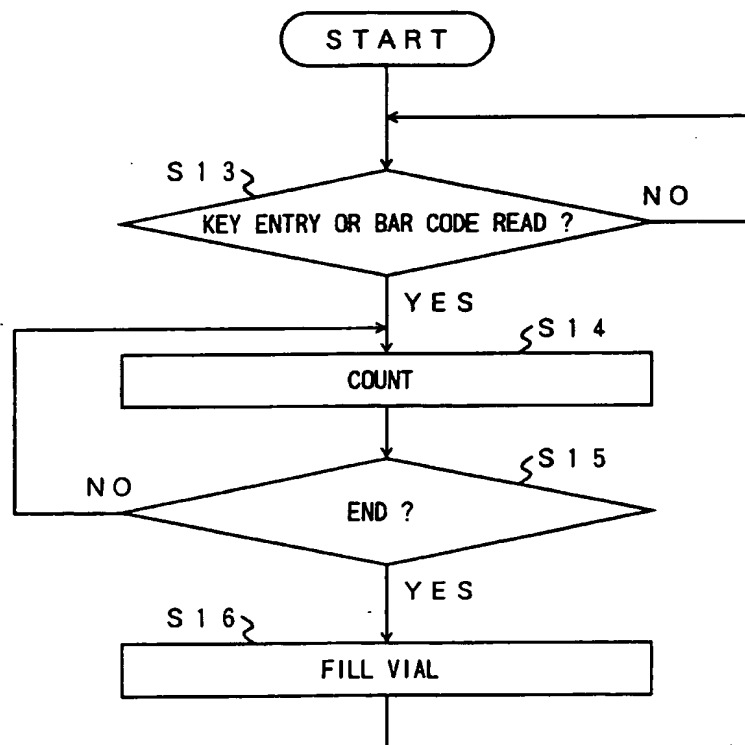 START
S13
KEY ENTRY OR BAR CODE READ ?
NO
YES
S14
COUNT
S15
NO
END ?
YES
S16
FILL VIAL